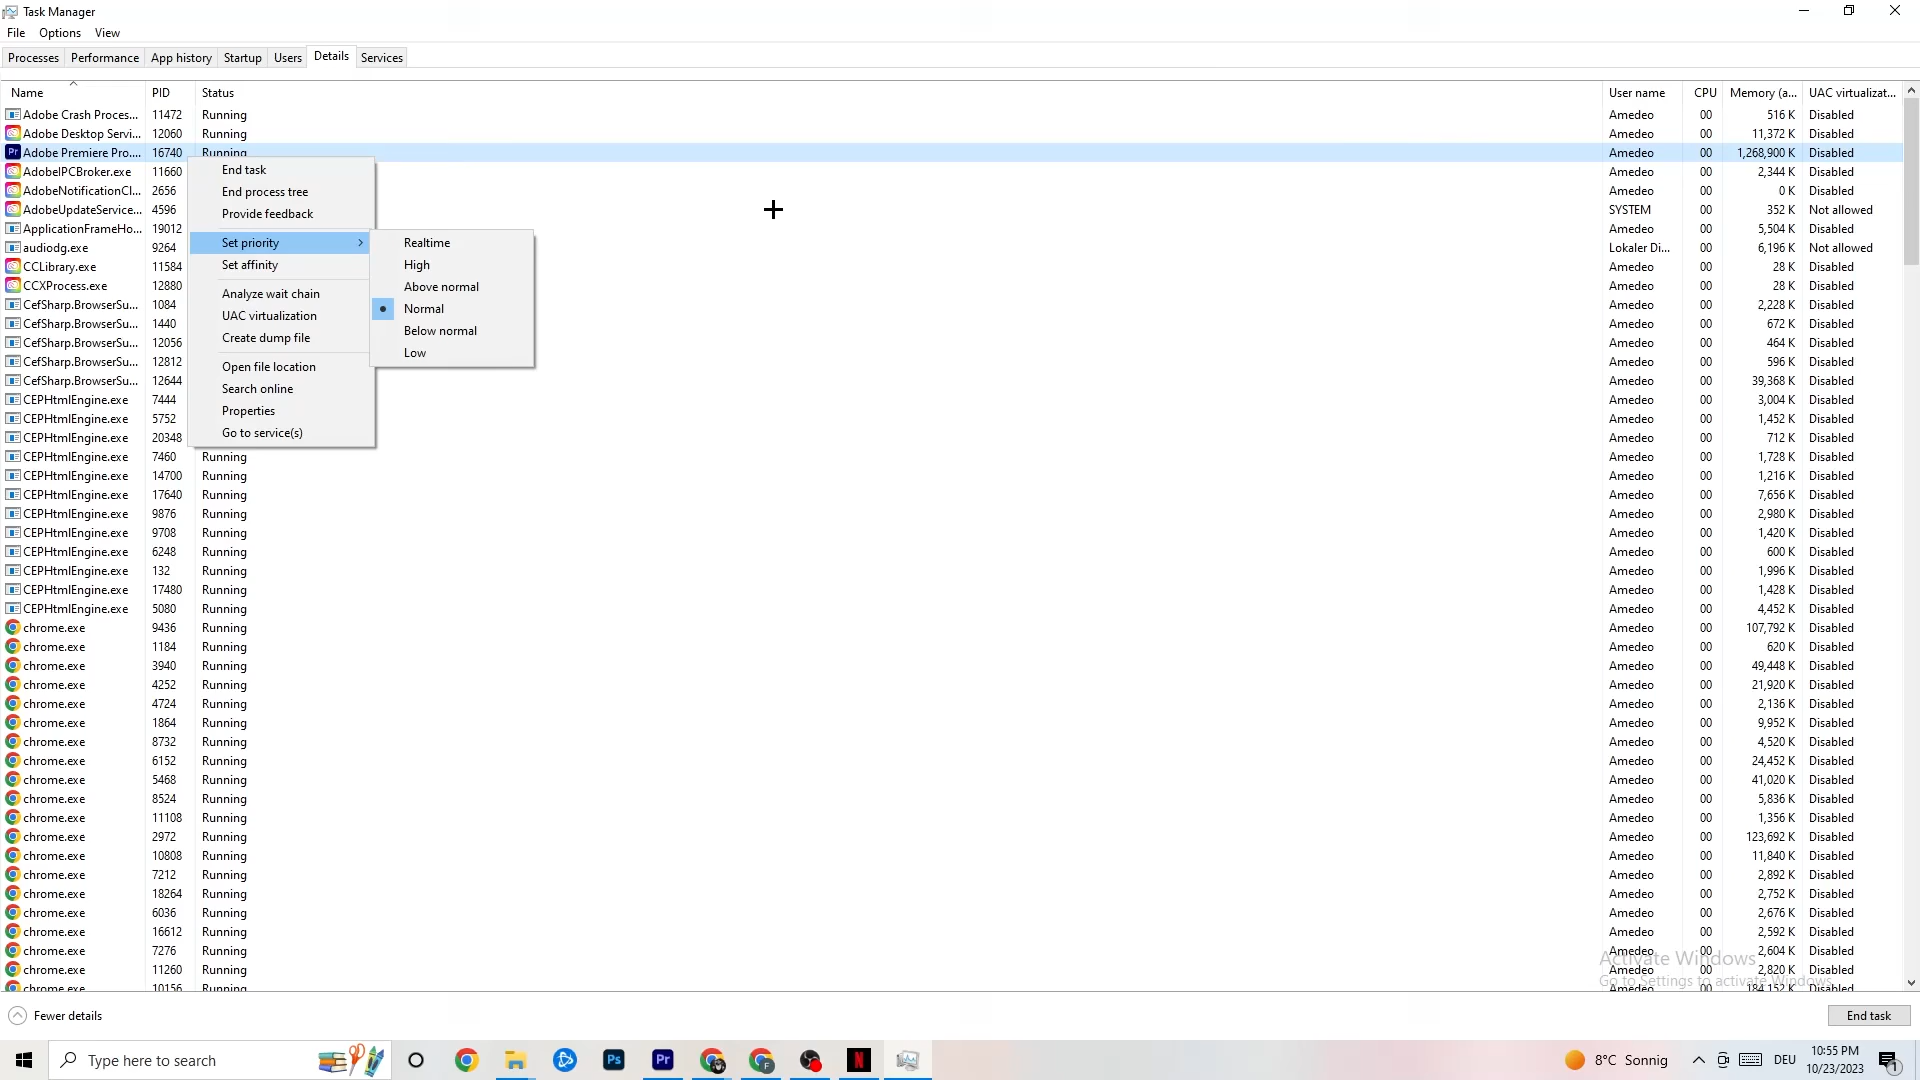 Task Manager
File Options View
Processes Performance App history Startup Users Details Services
Name PID Status User name CPU Memory (a... UAC virtualizat...
Adobe Crash Proces... 11472 Running Amedeo 00 516 K Disabled
Adobe Desktop Servi... 12060 Running Amedeo 00 11,372 K Disabled
Adobe Premiere Pro.... 16740 Running Amedeo 00 1,268,900 K Disabled
AdobeIPCBroker.exe 11660 Amedeo 00 2,344 K Disabled
AdobeNotificationCl... 2656 Amedeo 00 0 K Disabled
AdobeUpdateService... 4596 SYSTEM 00 352 K Not allowed
ApplicationFrameHo... 19012 Amedeo 00 5,504 K Disabled
audiodg.exe 9264 Lokaler Di... 00 6,196 K Not allowed
CCLibrary.exe 11584 Amedeo 00 28 K Disabled
CCXProcess.exe 12880 Amedeo 00 28 K Disabled
CefSharp.BrowserSu... 1084 Amedeo 00 2,228 K Disabled
CefSharp.BrowserSu... 1440 Amedeo 00 672 K Disabled
CefSharp.BrowserSu... 12056 Amedeo 00 464 K Disabled
CefSharp.BrowserSu... 12812 Amedeo 00 596 K Disabled
CefSharp.BrowserSu... 12644 Amedeo 00 39,368 K Disabled
CEPHtmlEngine.exe 7444 Amedeo 00 3,004 K Disabled
CEPHtmlEngine.exe 5752 Amedeo 00 1,452 K Disabled
CEPHtmlEngine.exe 20348 Amedeo 00 712 K Disabled
CEPHtmlEngine.exe 7460 Running Amedeo 00 1,728 K Disabled
CEPHtmlEngine.exe 14700 Running Amedeo 00 1,216 K Disabled
CEPHtmlEngine.exe 17640 Running Amedeo 00 7,656 K Disabled
CEPHtmlEngine.exe 9876 Running Amedeo 00 2,980 K Disabled
CEPHtmlEngine.exe 9708 Running Amedeo 00 1,420 K Disabled
CEPHtmlEngine.exe 6248 Running Amedeo 00 600 K Disabled
CEPHtmlEngine.exe 132 Running Amedeo 00 1,996 K Disabled
CEPHtmlEngine.exe 17480 Running Amedeo 00 1,428 K Disabled
CEPHtmlEngine.exe 5080 Running Amedeo 00 4,452 K Disabled
chrome.exe 9436 Running Amedeo 00 107,792 K Disabled
chrome.exe 1184 Running Amedeo 00 620 K Disabled
chrome.exe 3940 Running Amedeo 00 49,448 K Disabled
chrome.exe 4252 Running Amedeo 00 21,920 K Disabled
chrome.exe 4724 Running Amedeo 00 2,136 K Disabled
chrome.exe 1864 Running Amedeo 00 9,952 K Disabled
chrome.exe 8732 Running Amedeo 00 4,520 K Disabled
chrome.exe 6152 Running Amedeo 00 24,452 K Disabled
chrome.exe 5468 Running Amedeo 00 41,020 K Disabled
chrome.exe 8524 Running Amedeo 00 5,836 K Disabled
chrome.exe 11108 Running Amedeo 00 1,356 K Disabled
chrome.exe 2972 Running Amedeo 00 123,692 K Disabled
chrome.exe 10808 Running Amedeo 00 11,840 K Disabled
chrome.exe 7212 Running Amedeo 00 2,892 K Disabled
chrome.exe 18264 Running Amedeo 00 2,752 K Disabled
chrome.exe 6036 Running Amedeo 00 2,676 K Disabled
chrome.exe 16612 Running Amedeo 00 2,592 K Disabled
chrome.exe 7276 Running Amedeo 00 2,604 K Disabled
chrome.exe 11260 Running Amedeo 00 2,820 K Disabled
chrome.exe 10156 Running Amedeo 00 184,152 K Disabled
End task
End process tree
Provide feedback
Set priority
Set affinity
Analyze wait chain
UAC virtualization
Create dump file
Open file location
Search online
Properties
Go to service(s)
Realtime
High
Above normal
Normal
Below normal
Low
Activate Windows
Go to Settings to activate Windows.
Fewer details End task
Type here to search Ps Pr F N 8°C Sonnig DEU 10:55 PM
10/23/2023 1